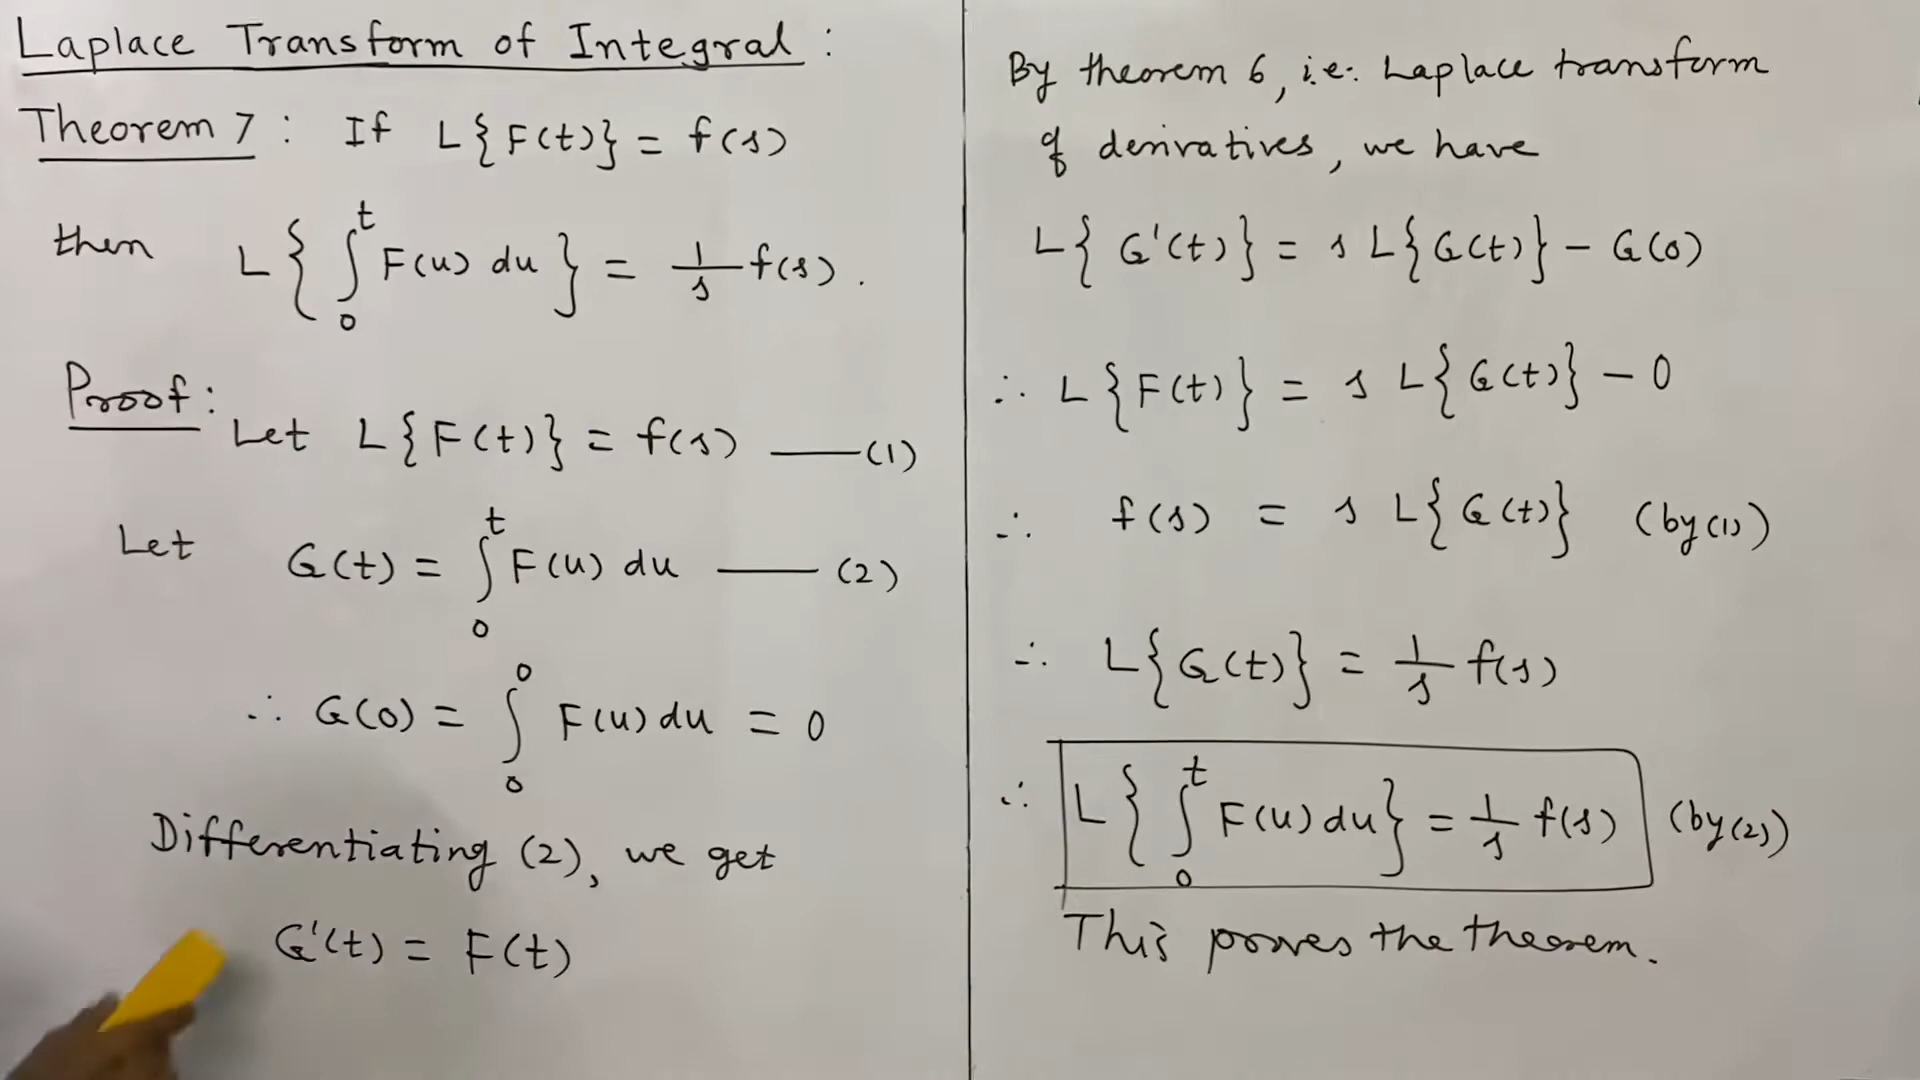 Laplace Transform of Integral :
Theorem 7 : If L{F(t)} = f(s)
then L{∫₀ᵗ F(u) du} = 1/s f(s).
Proof :
Let L{F(t)} = f(s) —— (1)
Let G(t) = ∫₀ᵗ F(u) du —— (2)
∴ G(0) = ∫₀⁰ F(u) du = 0
Differentiating (2), we get
G'(t) = F(t)
By theorem 6, i.e. Laplace transform
of derivatives, we have
L{G'(t)} = s L{G(t)} − G(0)
∴ L{F(t)} = s L{G(t)} − 0
∴ f(s) = s L{G(t)} (by(1))
∴ L{G(t)} = 1/s f(s)
∴ L{∫₀ᵗ F(u) du} = 1/s f(s) (by(2))
This proves the theorem.